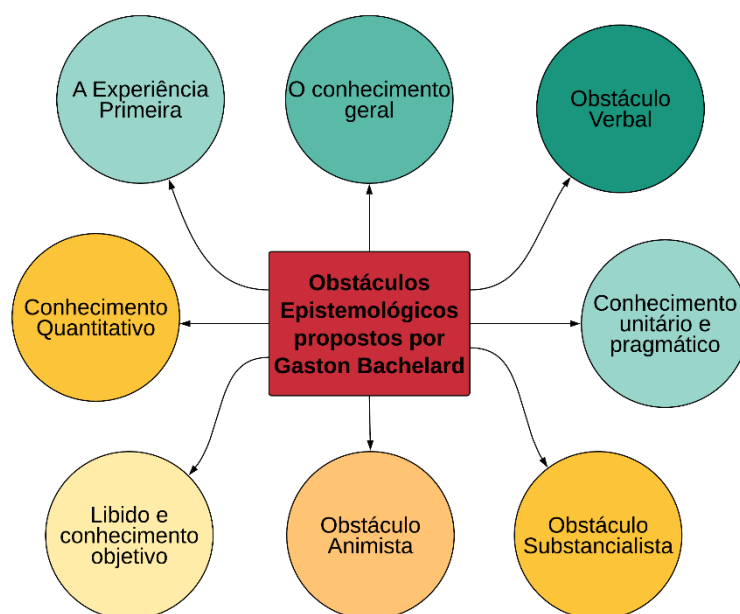 A Experiência
Primeira
O conhecimento
geral
Obstáculo
Verbal
Obstáculos
Epistemológicos
propostos por
Gaston Bachelard
Conhecimento
Quantitativo
Conhecimento
unitário e
pragmático
Libido e
conhecimento
objetivo
Obstáculo
Animista
Obstáculo
Substancialista